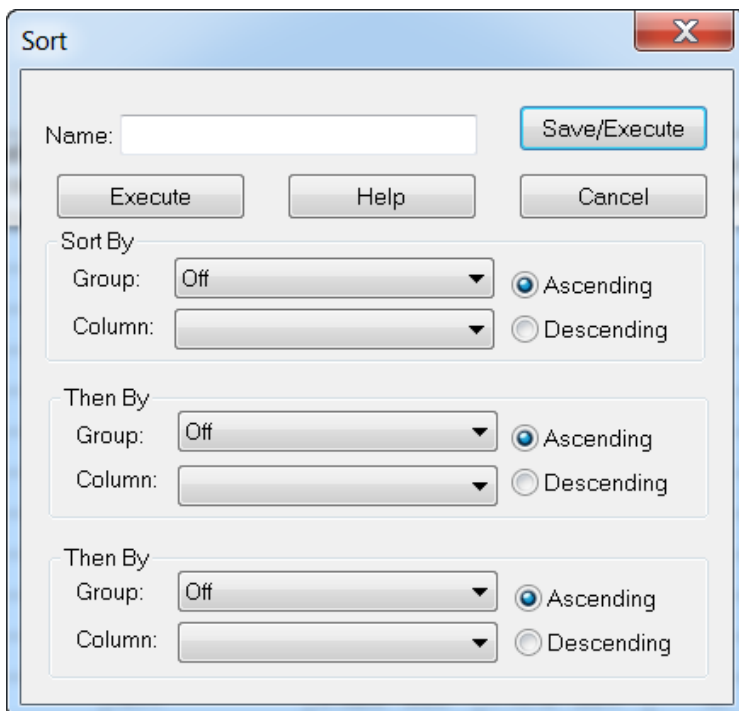 Sort
Name:
Save/Execute
Execute
Help
Cancel
Sort By
Group:
Off
Ascending
Column:
Descending
Then By
Group:
Off
Ascending
Column:
Descending
Then By
Group:
Off
Ascending
Column:
Descending